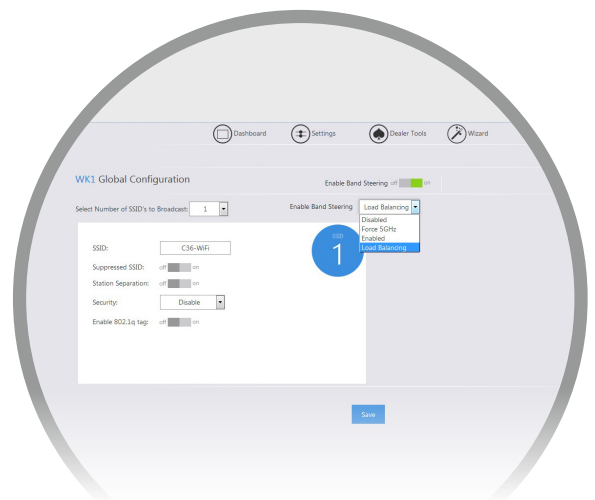 Dashboard
Settings
Dealer Tools
Wizard
WK1 Global Configuration
Enable Band Steering off on
Select Number of SSID's to Broadcast: 1
Enable Band Steering Load Balancing
Disabled
Force 5GHz
Enabled
Load Balancing
SSID
1
SSID: C36-WiFi
Suppressed SSID: off on
Station Separation: off on
Security: Disable
Enable 802.1q tag: off on
Save